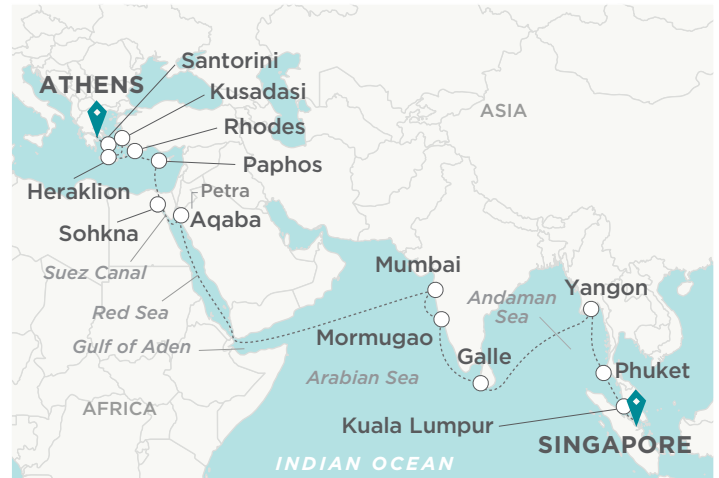 Santorini
ATHENS
Kusadasi
ASIA
Rhodes
Paphos
Heraklion
Petra
Aqaba
Sohkna
Suez Canal
Mumbai
Yangon
Andaman
Sea
Red Sea
Mormugao
Gulf of Aden
Galle
Phuket
Arabian Sea
AFRICA
Kuala Lumpur
SINGAPORE
INDIAN OCEAN